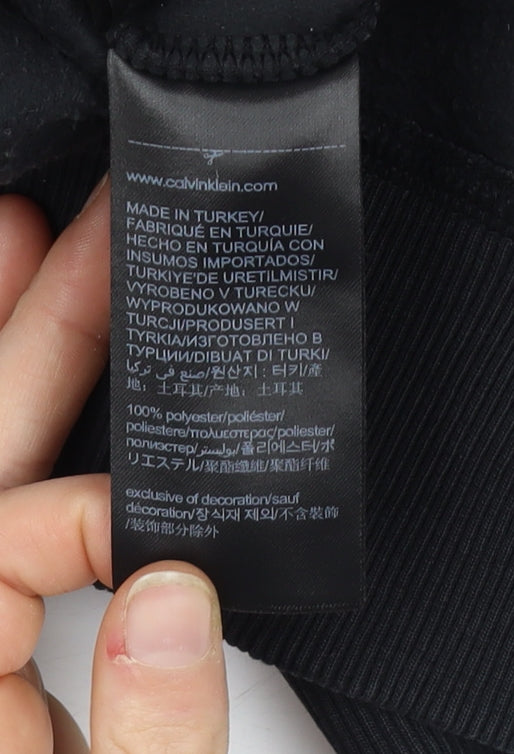 www.calvinklein.com
MADE IN TURKEY/
FABRIQUÉ EN TURQUIE/
HECHO EN TURQUÍA CON
INSUMOS IMPORTADOS/
TURKIYE'DE URETILMISTIR/
VYROBENO V TURECKU/
WYPRODUKOWANO W
TURCJI/PRODUSERT I
TYRKIA/ИЗГОТОВЛЕНО В
ТУРЦИИ/DIBUAT DI TURKI/
صنع في تركيا/원산지 : 터키/產
地：土耳其/产地：土耳其
100% polyester/poliéster/
poliestere/πολυεστερας/poliester/
полиэстер/بوليستر/폴리에스터/ポ
リエステル/聚酯纖維/聚酯纤维
exclusive of decoration/sauf
décoration/장식재 제외/不含裝飾
/装饰部分除外